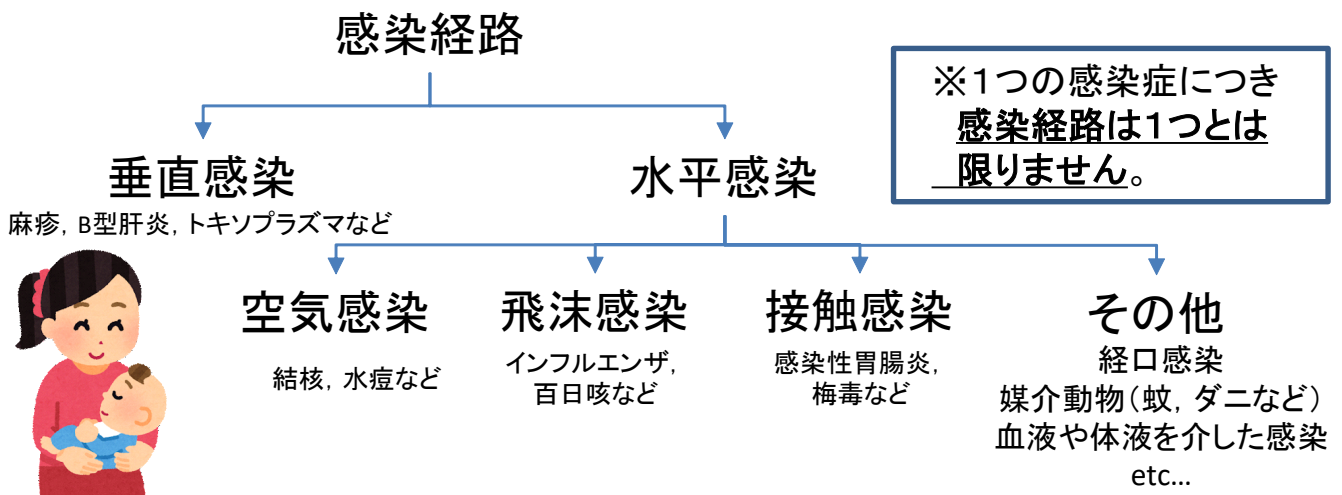 感染経路
※１つの感染症につき
感染経路は１つとは
限りません。
垂直感染
麻疹, B型肝炎, トキソプラズマなど
水平感染
空気感染
結核, 水痘など
飛沫感染
インフルエンザ,
百日咳など
接触感染
感染性胃腸炎,
梅毒など
その他
経口感染
媒介動物（蚊, ダニなど）
血液や体液を介した感染
etc…